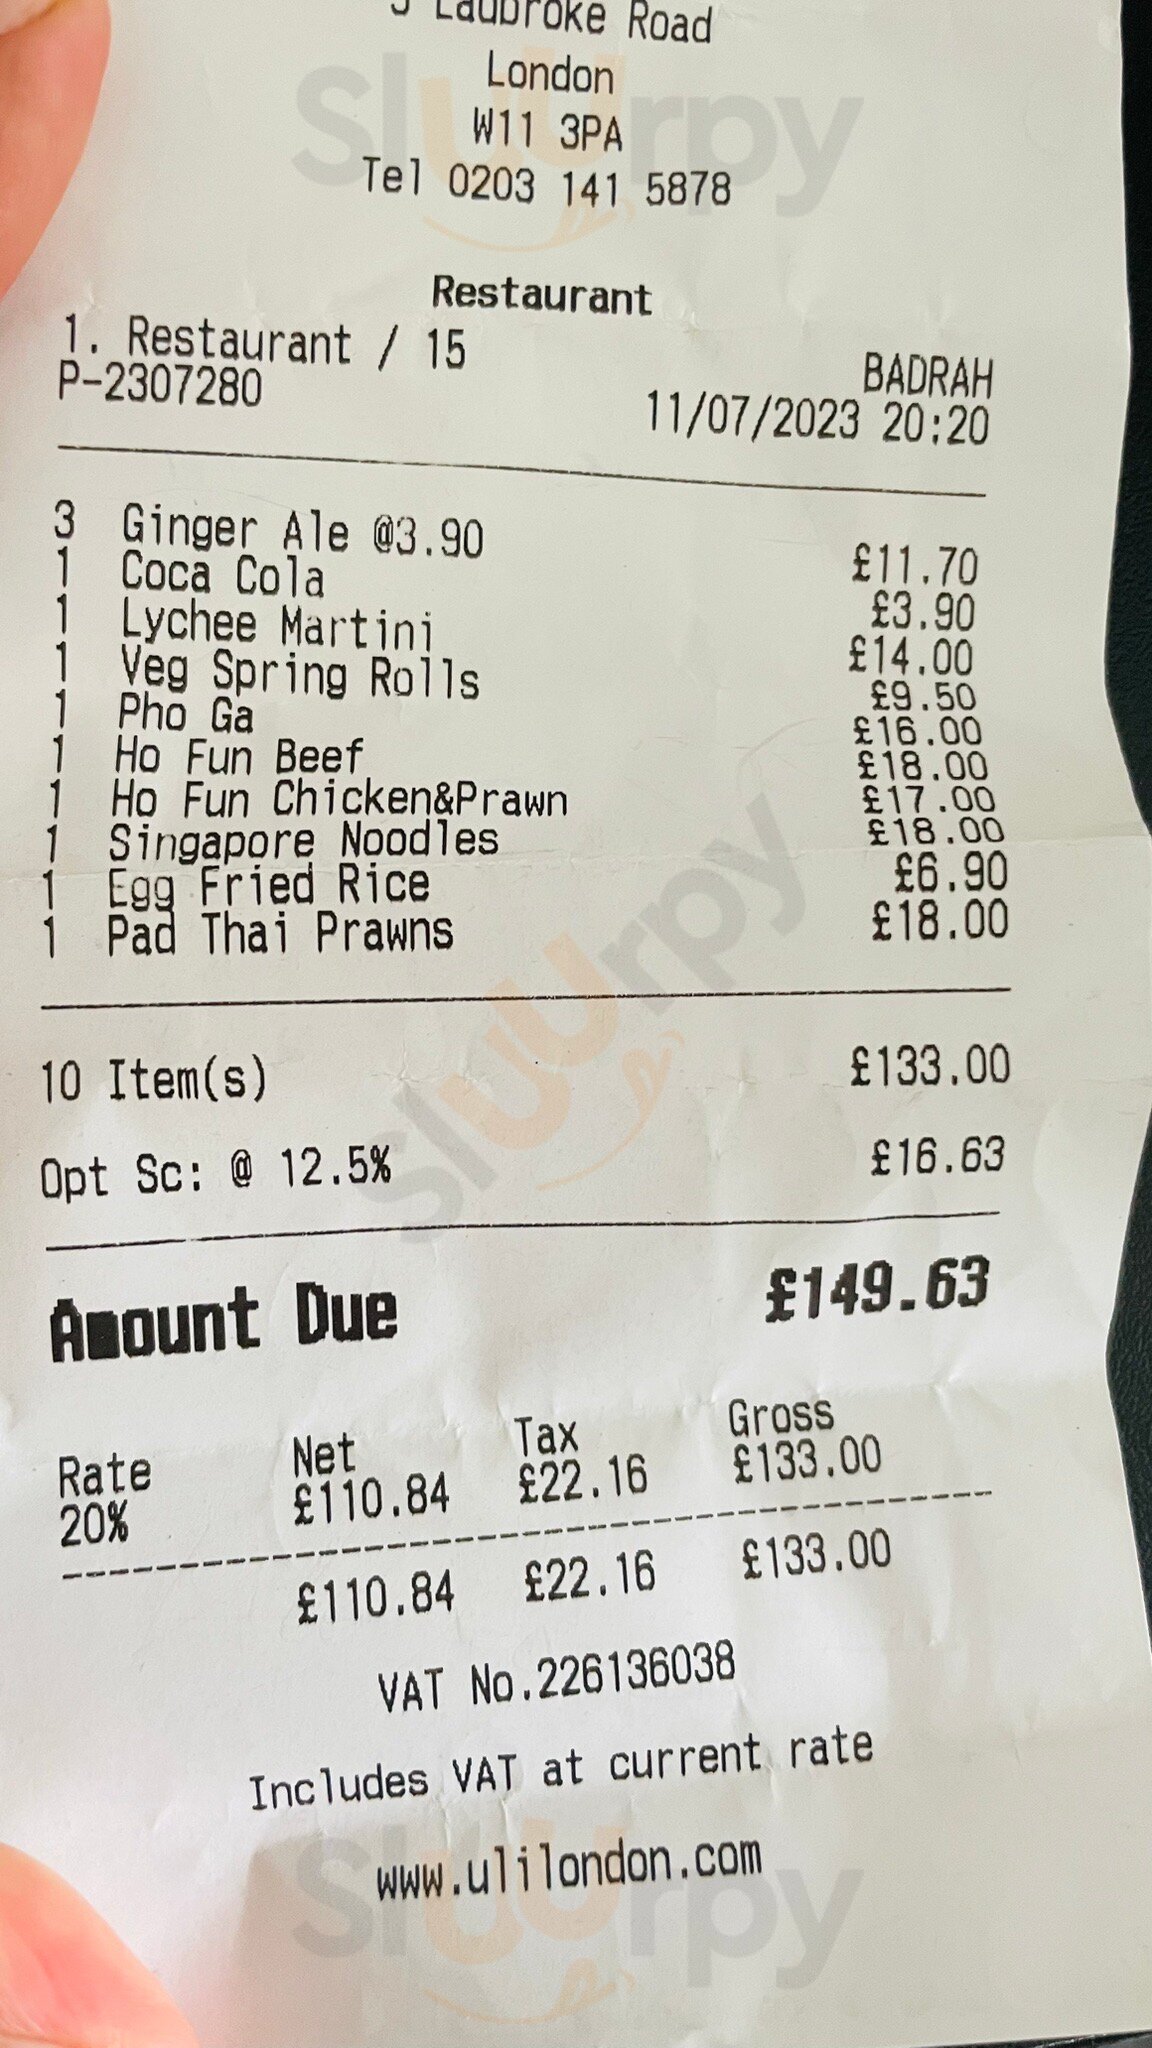 5 Ladbroke Road
London
W11 3PA
Tel 0203 141 5878
Restaurant
1. Restaurant / 15
BADRAH
P-2307280
11/07/2023 20:20
3 Ginger Ale @3.90 £11.70
1 Coca Cola £3.90
1 Lychee Martini £14.00
1 Veg Spring Rolls £9.50
1 Pho Ga £16.00
1 Ho Fun Beef £18.00
1 Ho Fun Chicken&Prawn £17.00
1 Singapore Noodles £18.00
1 Egg Fried Rice £6.90
1 Pad Thai Prawns £18.00
10 Item(s) £133.00
Opt Sc: @ 12.5% £16.63
Amount Due £149.63
Rate Net Tax Gross
20% £110.84 £22.16 £133.00
£110.84 £22.16 £133.00
VAT No.226136038
Includes VAT at current rate
www.ulilondon.com
Sluurpy
Sluurpy
Sluurpy